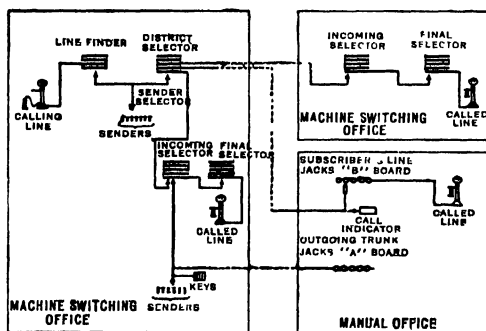 LINE FINDER
DISTRICT
SELECTOR
CALLING
LINE
SENDER
SELECTOR
SENDERS
INCOMING
SELECTOR
FINAL
SELECTOR
CALLED
LINE
KEYS
SENDERS
MACHINE SWITCHING
OFFICE
INCOMING
SELECTOR
FINAL
SELECTOR
CALLED
LINE
MACHINE SWITCHING
OFFICE
SUBSCRIBER S LINE
JACKS "B" BOARD
CALL
INDICATOR
CALLED
LINE
OUTGOING TRUNK
JACKS "A" BOARD
MANUAL OFFICE